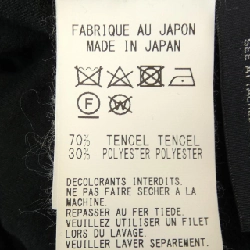 FABRIQUE AU JAPON
MADE IN JAPAN
F W
70% TENCEL TENCEL
30% POLYESTER POLYESTER
DECOLORANTS INTERDITS.
NE PAS FAIRE SECHER A LA
MACHINE.
REPASSER AU FER TIEDE.
VEUILLEZ UTILISER UN FILET
LORS DU LAVAGE.
VEUILLER LAVER SEPAREMENT.
SEE A